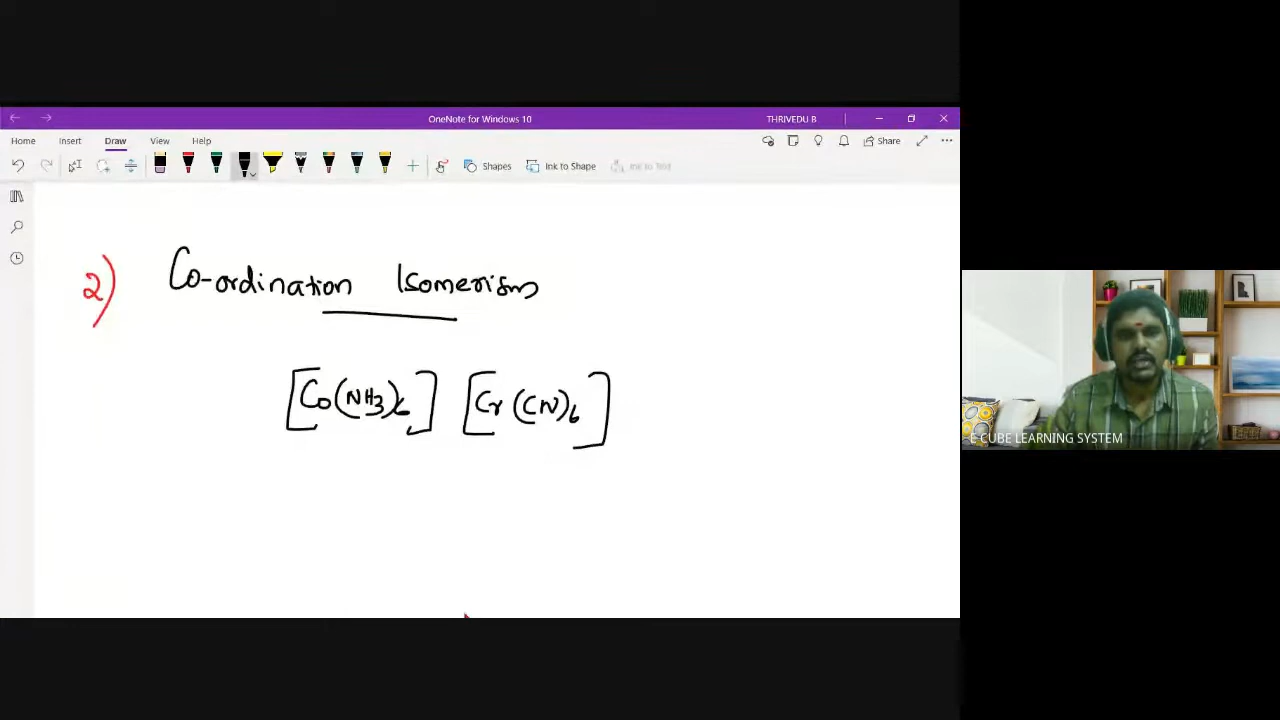 OneNote for Windows 10
THRIVEDU B
Home Insert Draw View Help
Share
Shapes Ink to Shape Ink to Text
2) Co-ordination Isomerism
[Co(NH3)6] [Cr(CN)6]
E CUBE LEARNING SYSTEM